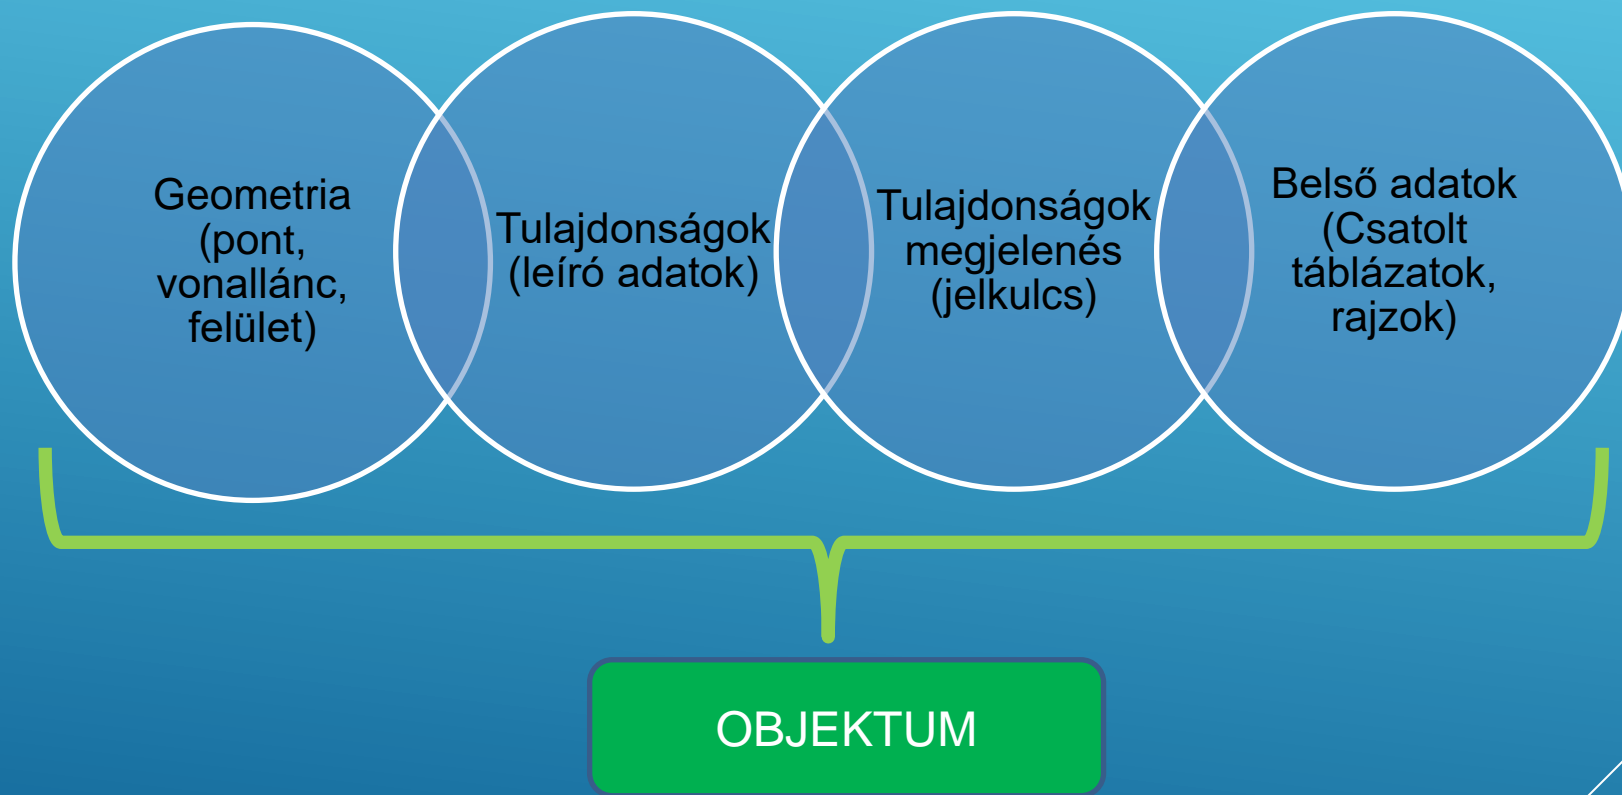 Geometria
(pont,
vonallánc,
felület)
Tulajdonságok
(leíró adatok)
Tulajdonságok
megjelenés
(jelkulcs)
Belső adatok
(Csatolt
táblázatok,
rajzok)
OBJEKTUM